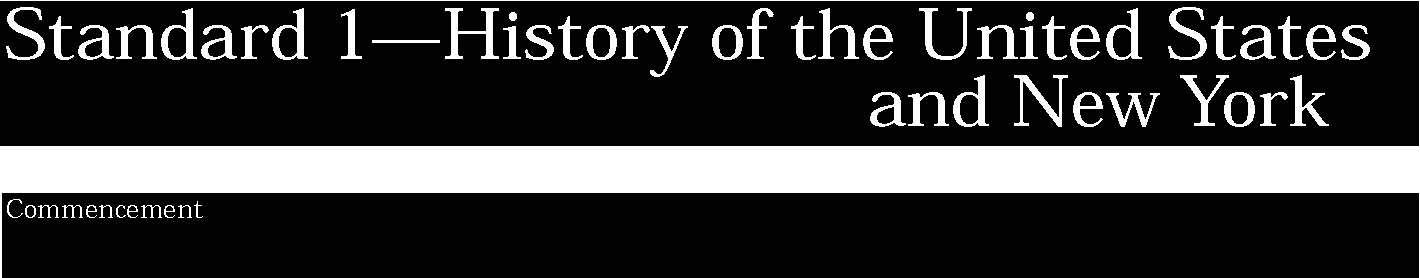 Standard 1—History of the United States
and New York
Commencement